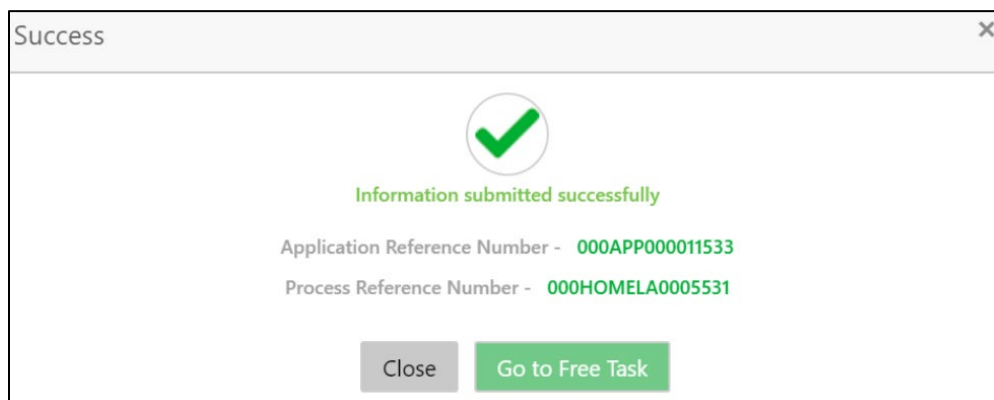 Success
Information submitted successfully
Application Reference Number - 000APP000011533
Process Reference Number - 000HOMELA0005531
Close Go to Free Task